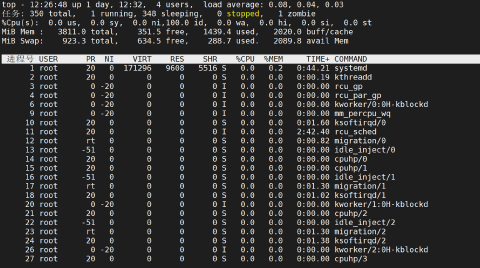 top - 12:26:48 up 1 day, 12:32,  4 users,  load average: 0.08, 0.04, 0.03
任务: 350 total,   1 running, 348 sleeping,   0 stopped,   1 zombie
%Cpu(s):  0.0 us,  0.0 sy,  0.0 ni,100.0 id,  0.0 wa,  0.0 hi,  0.0 si,  0.0 st
MiB Mem :   3811.0 total,    351.5 free,   1439.4 used,   2020.0 buff/cache
MiB Swap:    923.3 total,    634.5 free,    288.7 used.   2089.8 avail Mem
进程号 USER PR NI VIRT RES SHR %CPU %MEM TIME+ COMMAND
1 root 20 0 171296 9608 5516 S 0.0 0.2 0:44.21 systemd
2 root 20 0 0 0 0 S 0.0 0.0 0:00.19 kthreadd
3 root 0 -20 0 0 0 I 0.0 0.0 0:00.00 rcu_gp
4 root 0 -20 0 0 0 I 0.0 0.0 0:00.00 rcu_par_gp
6 root 0 -20 0 0 0 I 0.0 0.0 0:00.00 kworker/0:0H-kblockd
9 root 0 -20 0 0 0 I 0.0 0.0 0:00.00 mm_percpu_wq
10 root 20 0 0 0 0 S 0.0 0.0 0:01.60 ksoftirqd/0
11 root 20 0 0 0 0 I 0.0 0.0 2:42.40 rcu_sched
12 root rt 0 0 0 0 S 0.0 0.0 0:00.82 migration/0
13 root -51 0 0 0 0 S 0.0 0.0 0:00.00 idle_inject/0
14 root 20 0 0 0 0 S 0.0 0.0 0:00.00 cpuhp/0
15 root 20 0 0 0 0 S 0.0 0.0 0:00.00 cpuhp/1
16 root -51 0 0 0 0 S 0.0 0.0 0:00.00 idle_inject/1
17 root rt 0 0 0 0 S 0.0 0.0 0:01.30 migration/1
18 root 20 0 0 0 0 S 0.0 0.0 0:01.02 ksoftirqd/1
20 root 0 -20 0 0 0 I 0.0 0.0 0:00.00 kworker/1:0H-kblockd
21 root 20 0 0 0 0 S 0.0 0.0 0:00.00 cpuhp/2
22 root -51 0 0 0 0 S 0.0 0.0 0:00.00 idle_inject/2
23 root rt 0 0 0 0 S 0.0 0.0 0:01.30 migration/2
24 root 20 0 0 0 0 S 0.0 0.0 0:01.38 ksoftirqd/2
26 root 0 -20 0 0 0 I 0.0 0.0 0:00.00 kworker/2:0H-kblockd
27 root 20 0 0 0 0 S 0.0 0.0 0:00.00 cpuhp/3